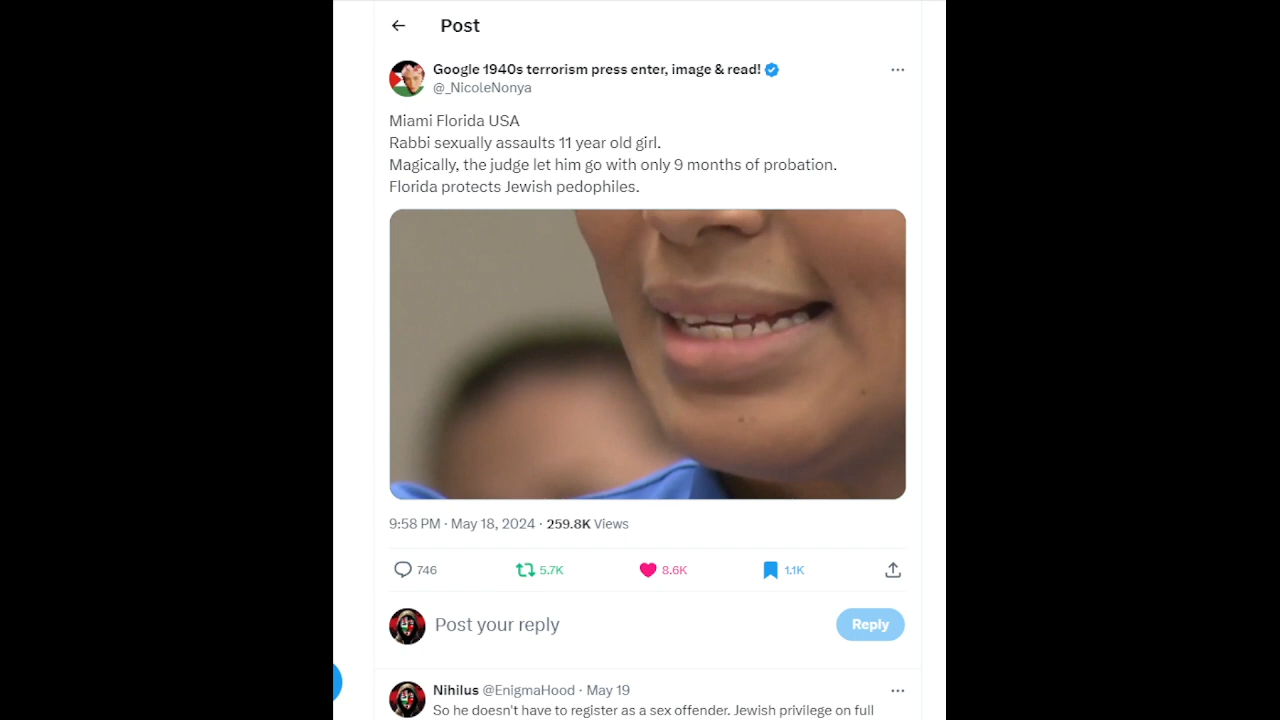 Post
Google 1940s terrorism press enter, image & read!
@_NicoleNonya
Miami Florida USA
Rabbi sexually assaults 11 year old girl.
Magically, the judge let him go with only 9 months of probation.
Florida protects Jewish pedophiles.
9:58 PM · May 18, 2024 · 259.8K Views
746 5.7K 8.6K 1.1K
Post your reply
Reply
Nihilus @EnigmaHood · May 19
So he doesn't have to register as a sex offender. Jewish privilege on full